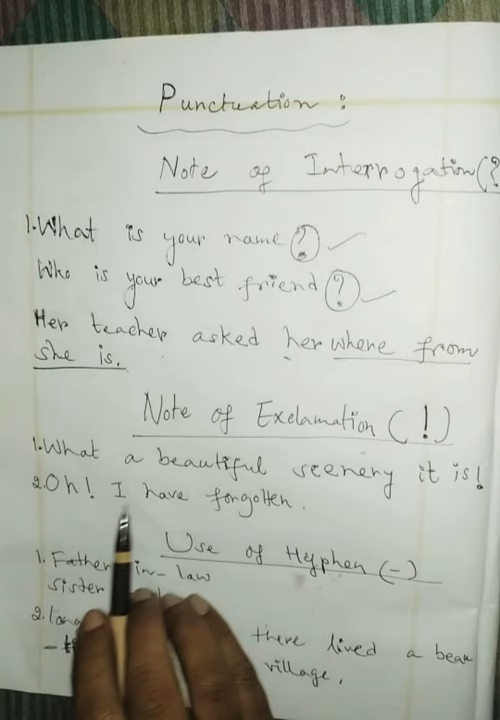 Punctuation :
Note of Interrogation (?
1. What is your name ?
Who is your best friend ?
Her teacher asked her where from
she is.
Note of Exclamation ( ! )
1. What a beautiful scenery it is!
2. Oh! I have forgotten.
Use of Hyphen (-)
1. Father in-law
sister
2. long
there lived a bear
village.